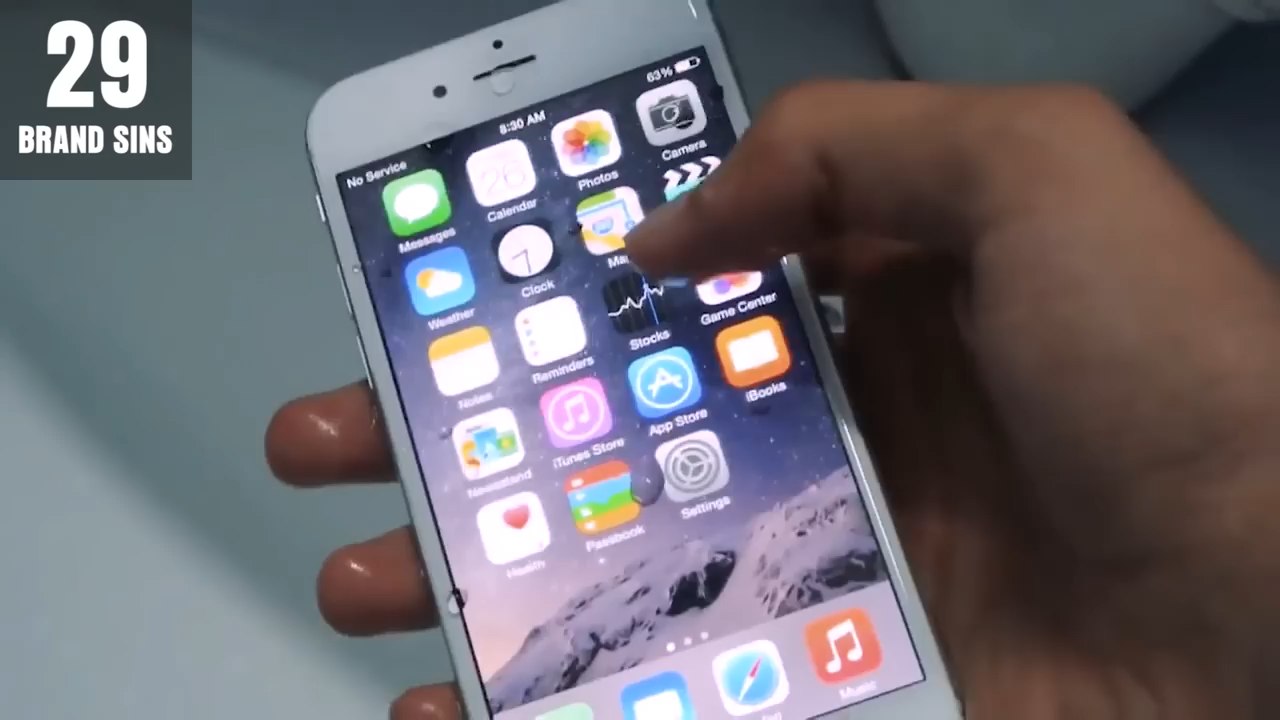 29
BRAND SINS
No Service
8:30 AM
63%
Messages
Calendar
26
Photos
Camera
Weather
Clock
Notes
Reminders
Stocks
Game Center
Newsstand
iTunes Store
App Store
iBooks
Health
Passbook
Settings
Music